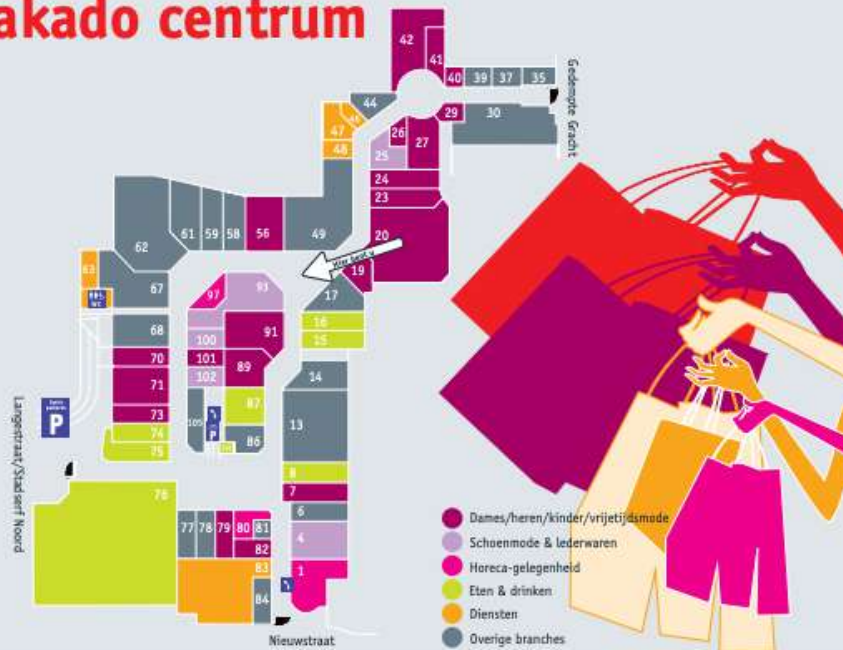 akado centrum
42
41
40 39 37 35
Gedempte Gracht
44
29
30
47
26
27
48
25
24
23
61 59 58 56 49
20
62
Hier bent u
19
63
67
97
93
17
WC
16
68
100
91
15
70
101
89
71
102
14
P
73
87
13
74
105
P
86
75
8
Langestraat/Stadserf Noord
7
76
6
77 78 79 80 81
4
82
83
1
84
Nieuwstraat
Dames/heren/kinder/vrijetijdsmode
Schoenmode & lederwaren
Horeca-gelegenheid
Eten & drinken
Diensten
Overige branches